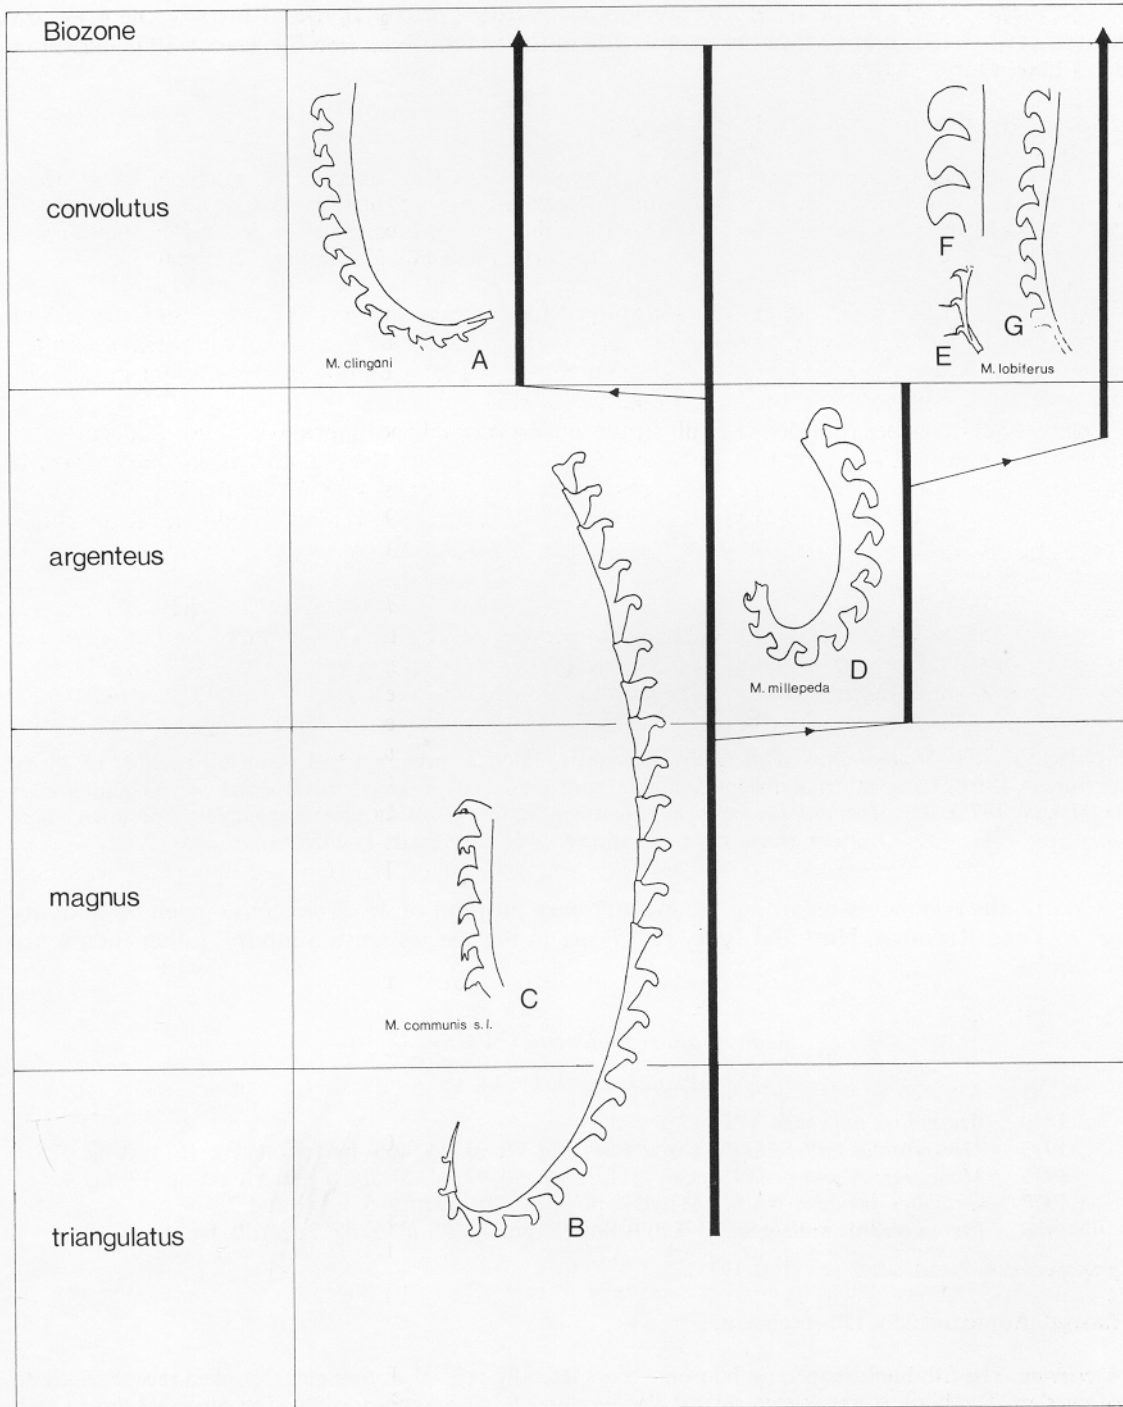 Biozone
convolutus
A
M. clingani
F
G
E
M. lobiferus
argenteus
D
M. millepeda
magnus
C
M. communis s.l.
triangulatus
B